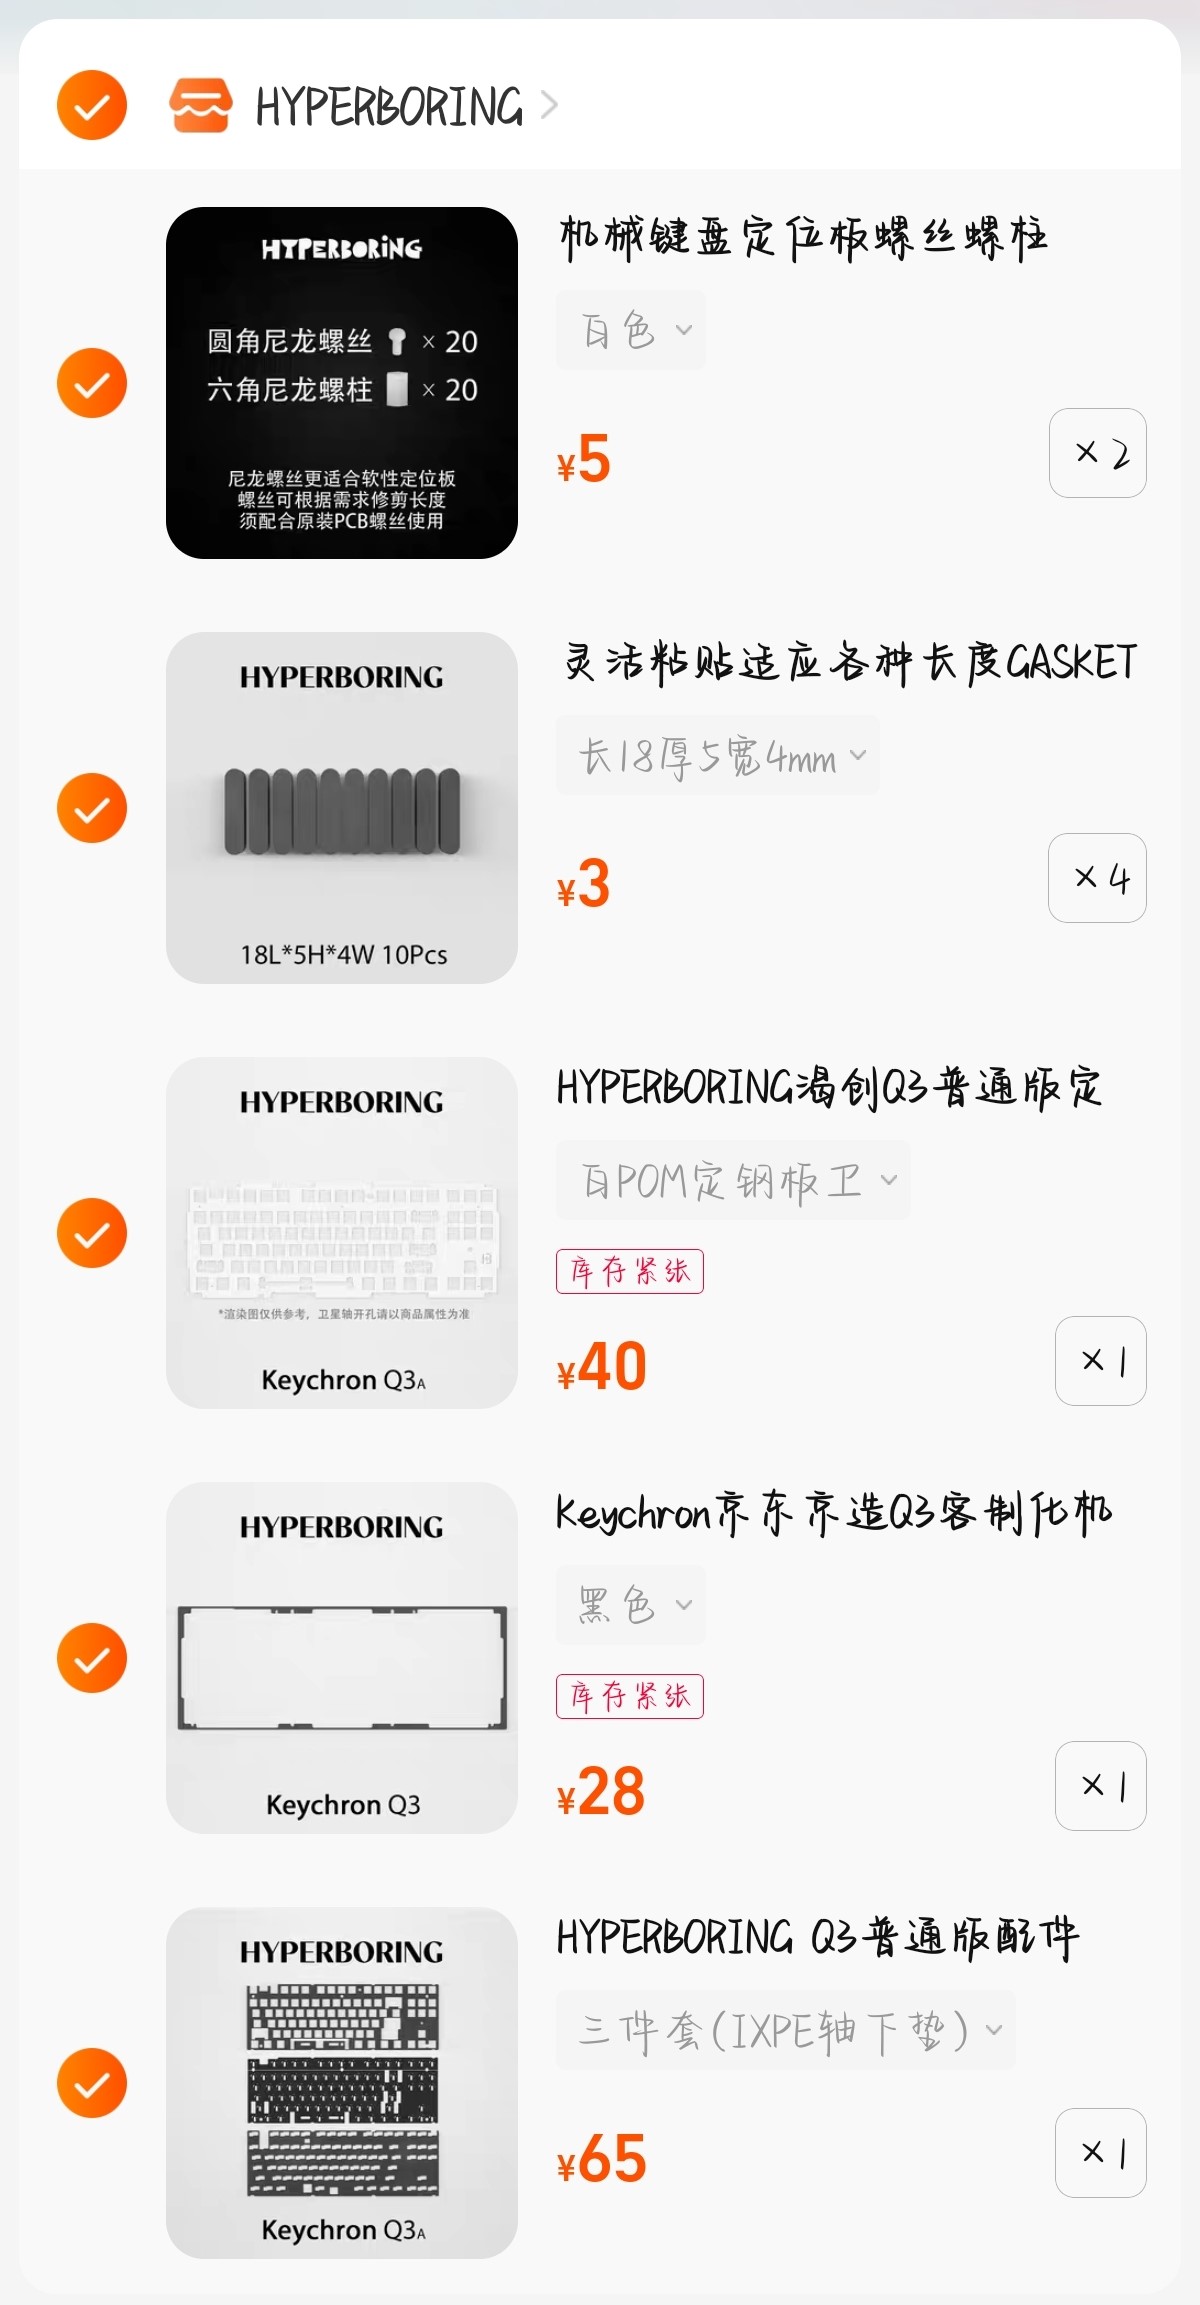 HYPERBORING
HYPERBORING
圆角尼龙螺丝 × 20
六角尼龙螺柱 × 20
尼龙螺丝更适合软性定位板
螺丝可根据需求修剪长度
须配合原装PCB螺丝使用
机械键盘定位板螺丝螺柱
白色
¥5
×2
HYPERBORING
18L*5H*4W 10Pcs
灵活粘贴适应各种长度GASKET
长18厚5宽4mm
¥3
×4
HYPERBORING
*渲染图仅供参考，卫星轴开孔请以商品属性为准
Keychron Q3A
HYPERBORING渴创Q3普通版定
白POM定钢板卫
库存紧张
¥40
×1
HYPERBORING
Keychron Q3
Keychron京东京造Q3客制化机
黑色
库存紧张
¥28
×1
HYPERBORING
Keychron Q3A
HYPERBORING Q3普通版配件
三件套(IXPE轴下垫)
¥65
×1